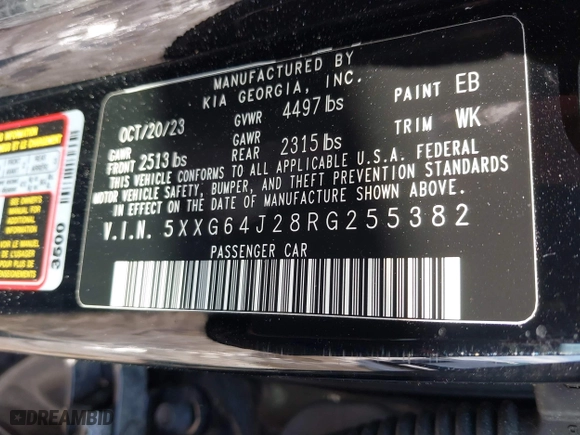 MANUFACTURED BY
KIA GEORGIA, INC.
OCT/20/23 GVWR 4497 lbs PAINT EB
GAWR FRONT 2513 lbs GAWR REAR 2315 lbs TRIM WK
THIS VEHICLE CONFORMS TO ALL APPLICABLE U.S.A. FEDERAL
MOTOR VEHICLE SAFETY, BUMPER, AND THEFT PREVENTION STANDARDS
IN EFFECT ON THE DATE OF MANUFACTURE SHOWN ABOVE.
V.I.N. 5XXG64J28RG255382
PASSENGER CAR
3500
DREAMBID